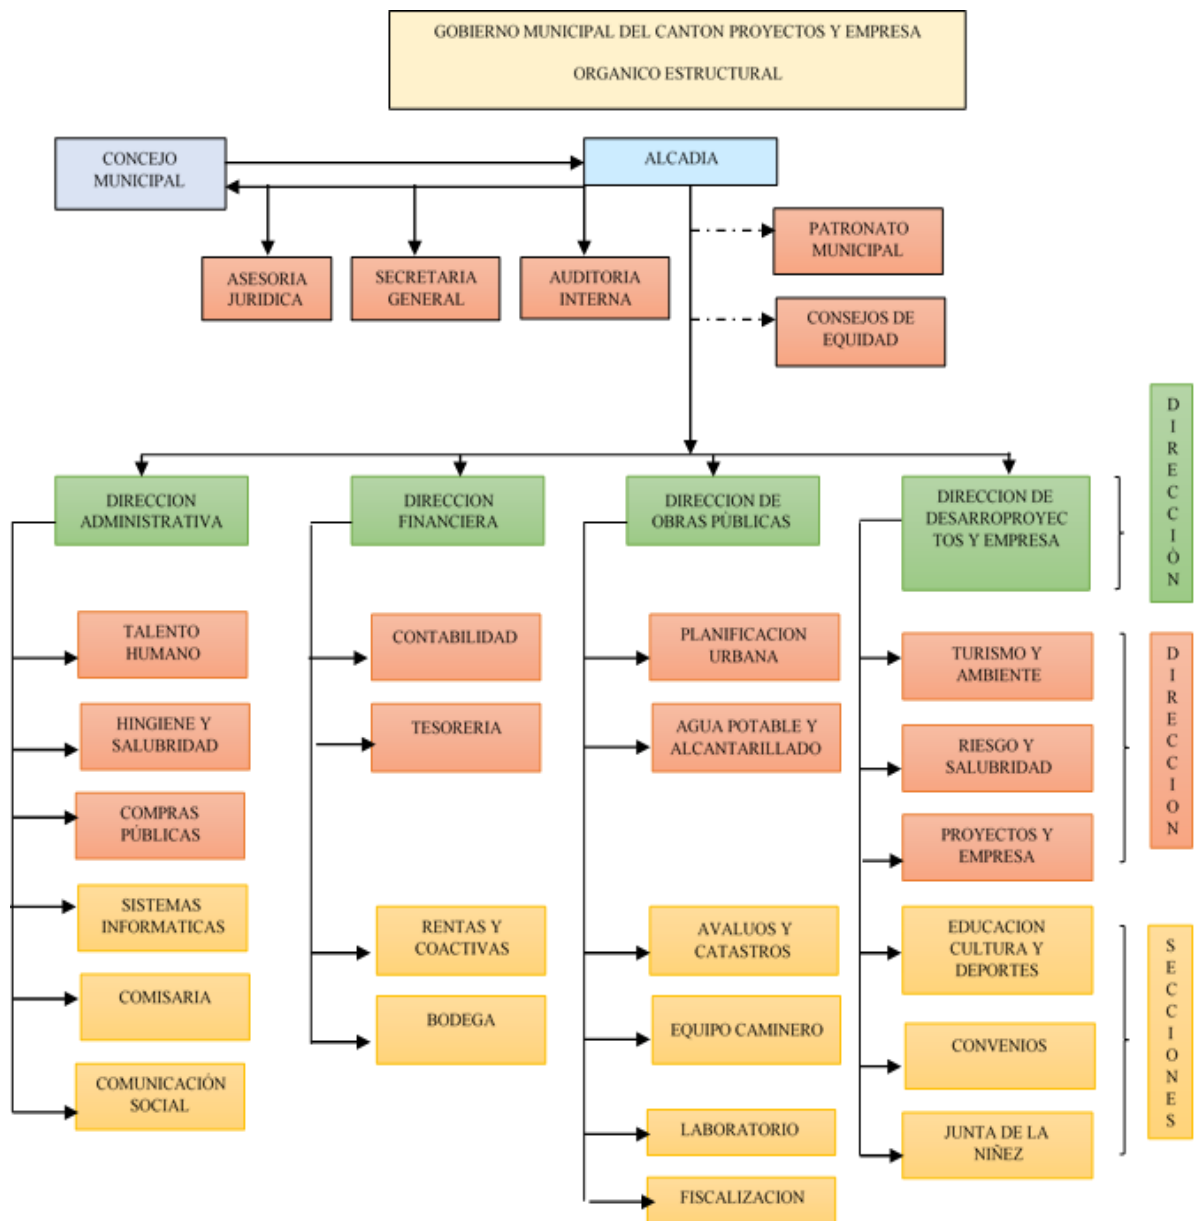 GOBIERNO MUNICIPAL DEL CANTON PROYECTOS Y EMPRESA
ORGANICO ESTRUCTURAL
CONCEJO
MUNICIPAL
ALCADIA
PATRONATO
MUNICIPAL
ASESORIA
JURIDICA
SECRETARIA
GENERAL
AUDITORIA
INTERNA
CONSEJOS DE
EQUIDAD
DIRECCION
ADMINISTRATIVA
DIRECCION
FINANCIERA
DIRECCION DE
OBRAS PÚBLICAS
DIRECCION DE
DESARROPROYEC
TOS Y EMPRESA
D
I
R
E
C
C
I
Ó
N
TALENTO
HUMANO
HINGIENE Y
SALUBRIDAD
COMPRAS
PÚBLICAS
SISTEMAS
INFORMATICAS
COMISARIA
COMUNICACIÓN
SOCIAL
CONTABILIDAD
TESORERIA
RENTAS Y
COACTIVAS
BODEGA
PLANIFICACION
URBANA
AGUA POTABLE Y
ALCANTARILLADO
AVALUOS Y
CATASTROS
EQUIPO CAMINERO
LABORATORIO
FISCALIZACION
TURISMO Y
AMBIENTE
RIESGO Y
SALUBRIDAD
PROYECTOS Y
EMPRESA
EDUCACION
CULTURA Y
DEPORTES
CONVENIOS
JUNTA DE LA
NIÑEZ
D
I
R
E
C
C
I
O
N
S
E
C
C
I
O
N
E
S